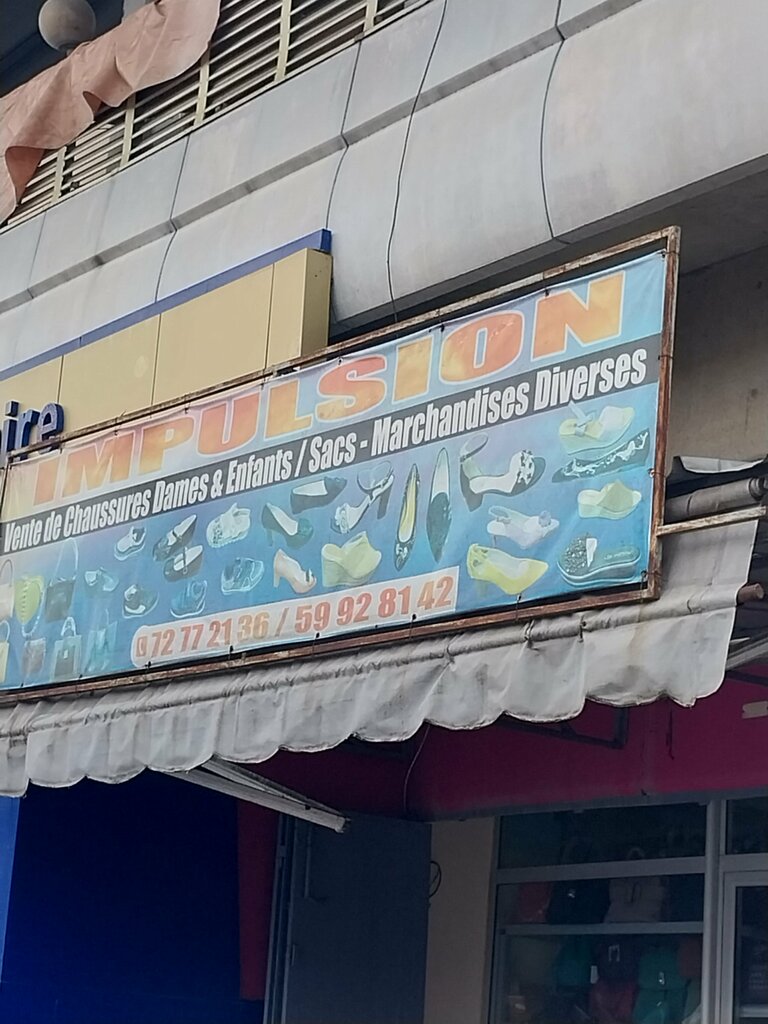 ire
IMPULSION
Vente de Chaussures Dames & Enfants / Sacs - Marchandises Diverses
72 77 21 36 / 59 92 81 42